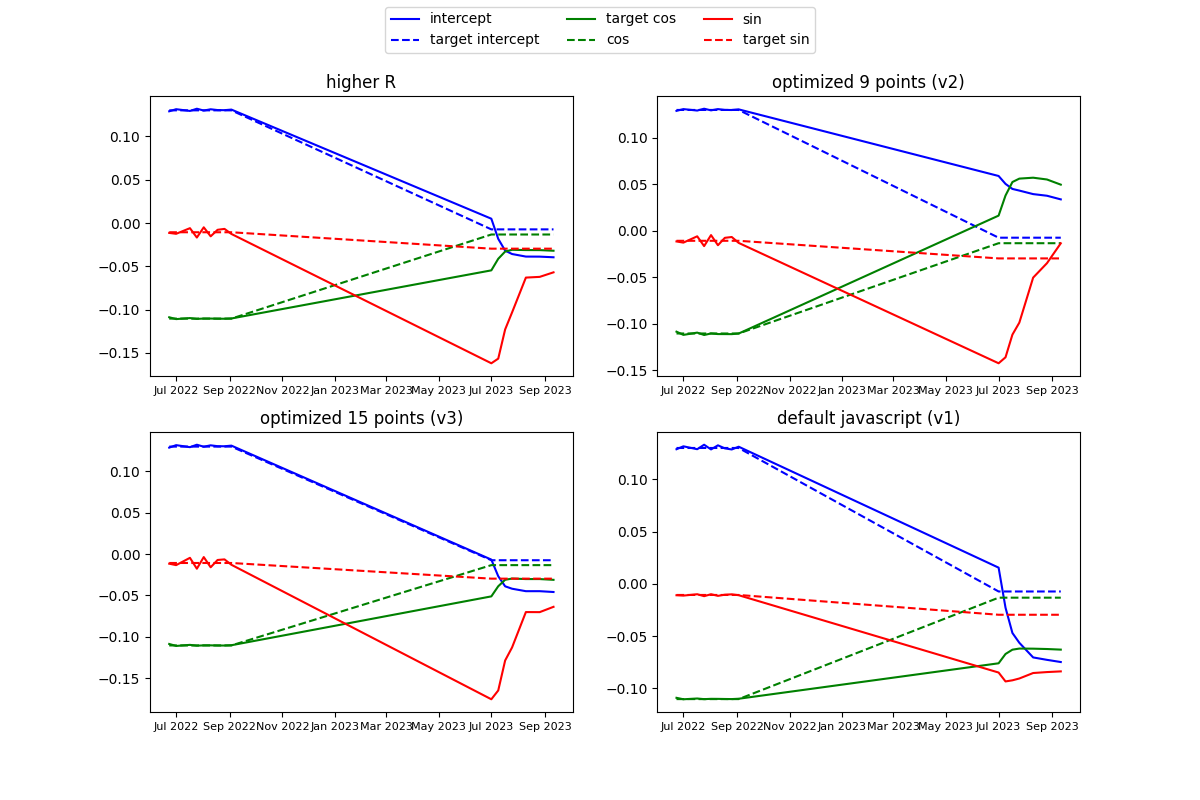 intercept target cos sin
target intercept cos target sin
higher R
optimized 9 points (v2)
0.10
0.05
0.00
−0.05
−0.10
−0.15
Jul 2022 Sep 2022 Nov 2022 Jan 2023 Mar 2023 May 2023 Jul 2023 Sep 2023
0.10
0.05
0.00
−0.05
−0.10
−0.15
Jul 2022 Sep 2022 Nov 2022 Jan 2023 Mar 2023 May 2023 Jul 2023 Sep 2023
optimized 15 points (v3)
default javascript (v1)
0.10
0.05
0.00
−0.05
−0.10
−0.15
Jul 2022 Sep 2022 Nov 2022 Jan 2023 Mar 2023 May 2023 Jul 2023 Sep 2023
0.10
0.05
0.00
−0.05
−0.10
Jul 2022 Sep 2022 Nov 2022 Jan 2023 Mar 2023 May 2023 Jul 2023 Sep 2023